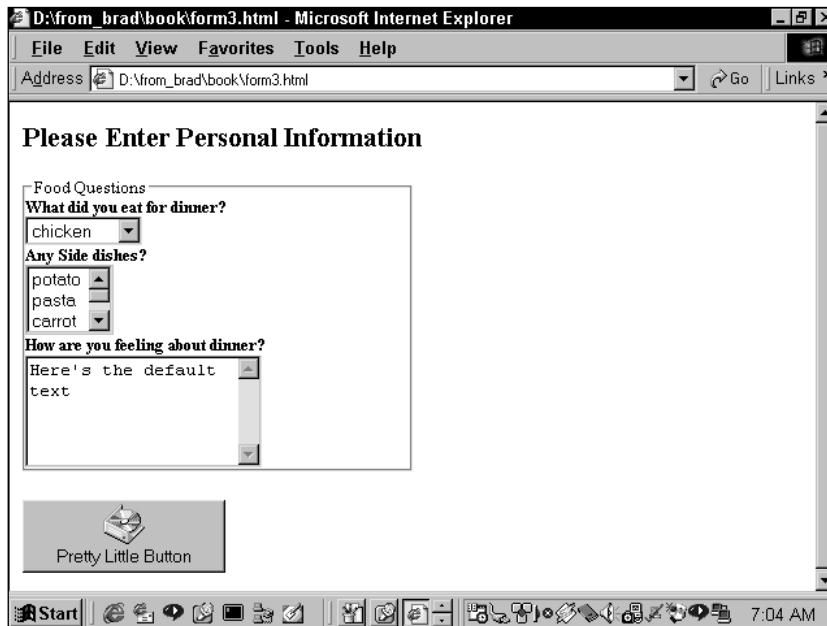 D:\from_brad\book\form3.html - Microsoft Internet Explorer
File Edit View Favorites Tools Help
Address D:\from_brad\book\form3.html Go Links
Please Enter Personal Information
Food Questions
What did you eat for dinner?
chicken
Any Side dishes?
potato
pasta
carrot
How are you feeling about dinner?
Here's the default
text
Pretty Little Button
Start 7:04 AM